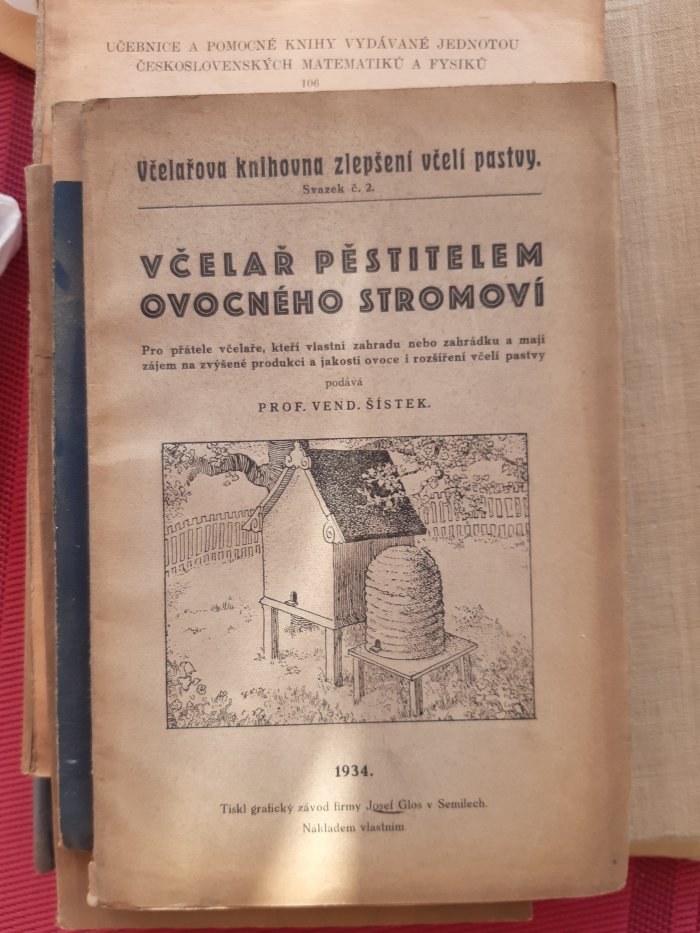 UČEBNICE A POMOCNÉ KNIHY VYDÁVANÉ JEDNOTOU
ČESKOSLOVENSKÝCH MATEMATIKŮ A FYSIKŮ
106
Včelařova knihovna zlepšení včelí pastvy.
Svazek č. 2.
VČELAŘ PĚSTITELEM
OVOCNÉHO STROMOVÍ
Pro přátele včelaře, kteří vlastní zahradu nebo zahrádku a mají
zájem na zvýšené produkci a jakosti ovoce i rozšíření včelí pastvy
podává
PROF. VEND. ŠÍSTEK.
1934.
Tiskl grafický závod firmy Josef Glos v Semilech.
Nákladem vlastním